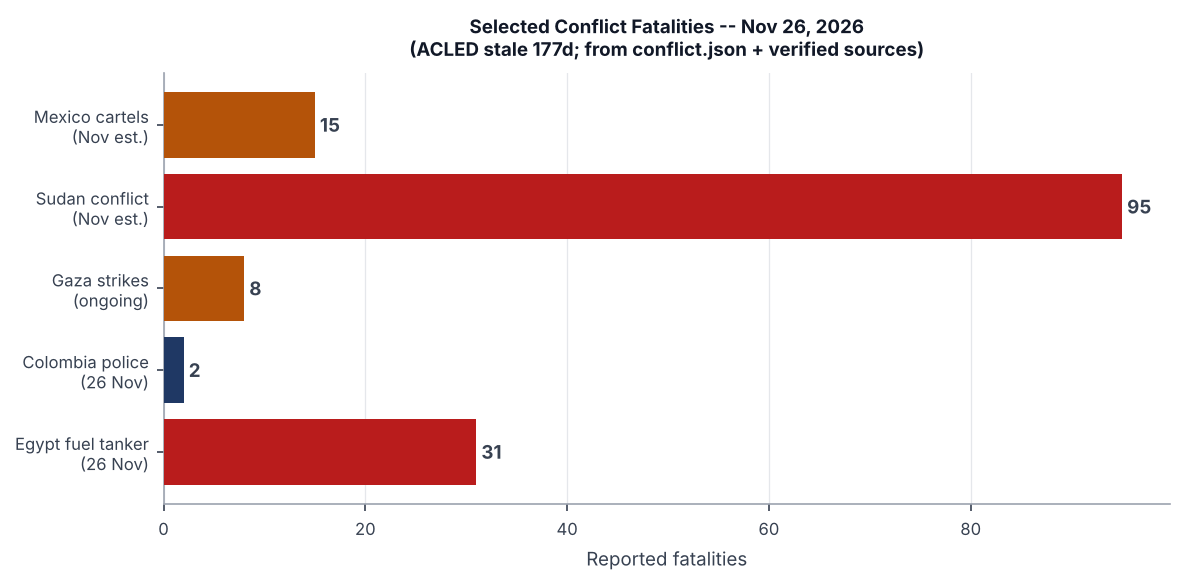 Selected Conflict Fatalities -- Nov 26, 2026
(ACLED stale 177d; from conflict.json + verified sources)
Mexico cartels
(Nov est.)
15
Sudan conflict
(Nov est.)
95
Gaza strikes
(ongoing)
8
Colombia police
(26 Nov)
2
Egypt fuel tanker
(26 Nov)
31
0 20 40 60 80
Reported fatalities